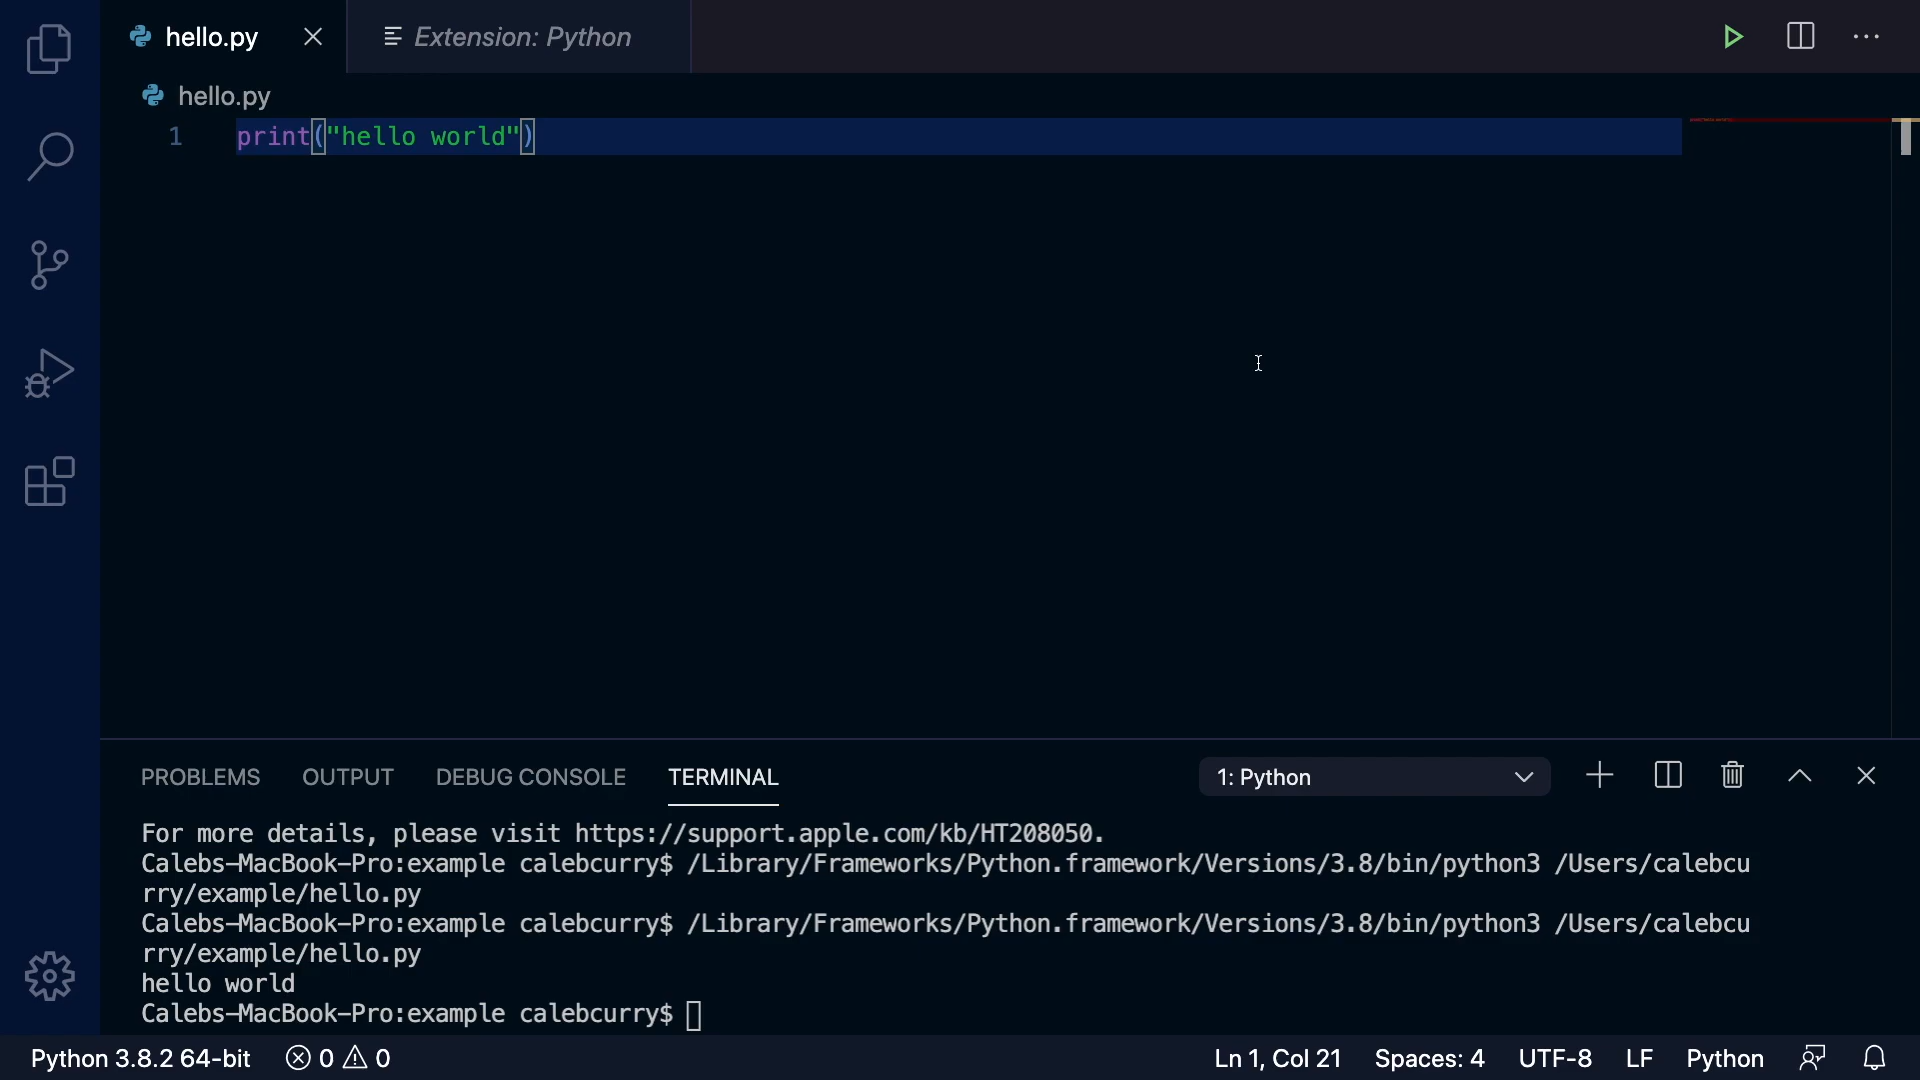 hello.py
Extension: Python
hello.py
1 print("hello world")
PROBLEMS OUTPUT DEBUG CONSOLE TERMINAL 1: Python
For more details, please visit https://support.apple.com/kb/HT208050.
Calebs-MacBook-Pro:example calebcurry$ /Library/Frameworks/Python.framework/Versions/3.8/bin/python3 /Users/calebcu
rry/example/hello.py
Calebs-MacBook-Pro:example calebcurry$ /Library/Frameworks/Python.framework/Versions/3.8/bin/python3 /Users/calebcu
rry/example/hello.py
hello world
Calebs-MacBook-Pro:example calebcurry$
Python 3.8.2 64-bit 0 0 Ln 1, Col 21 Spaces: 4 UTF-8 LF Python